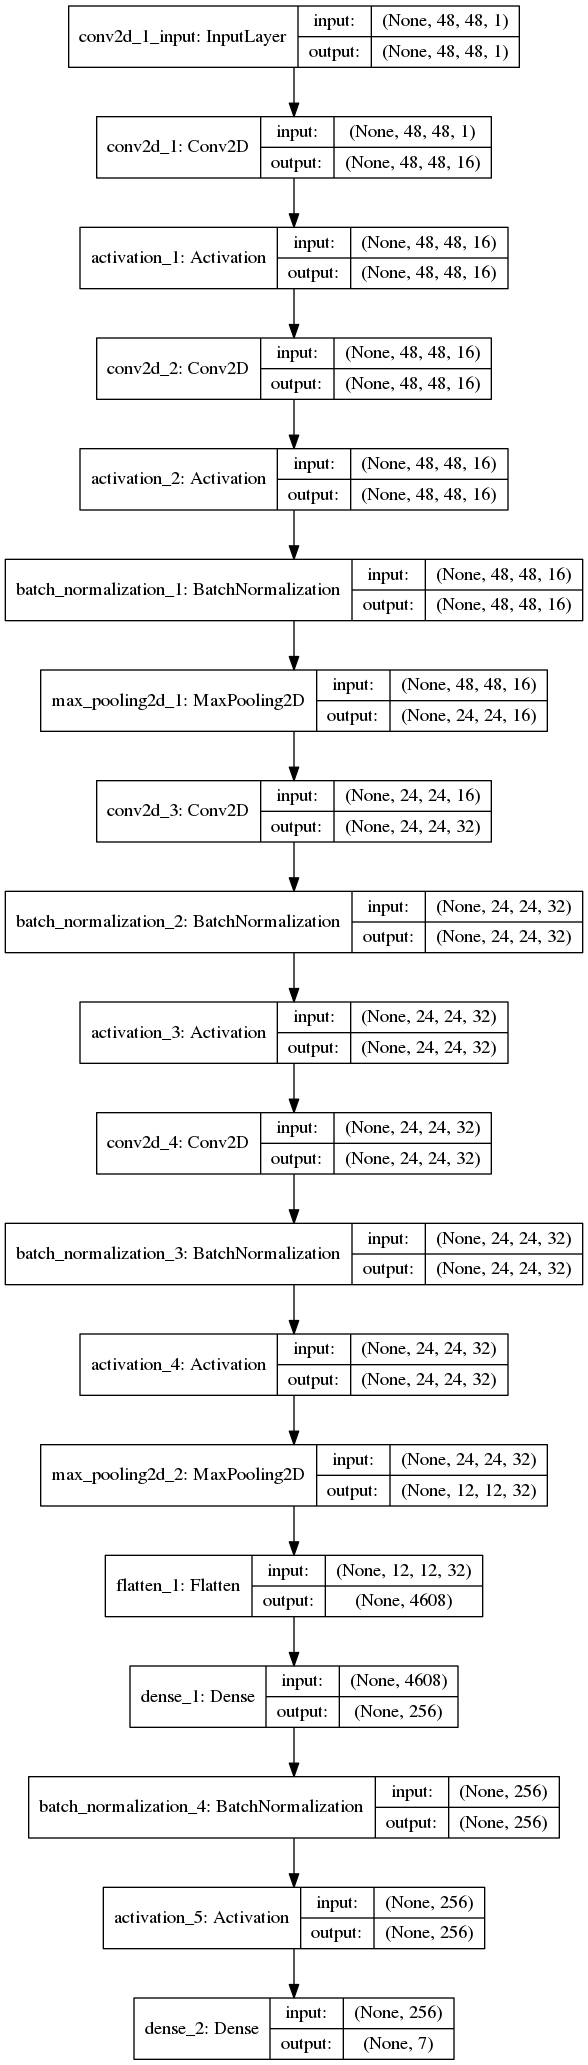 conv2d_1_input: InputLayer
input: (None, 48, 48, 1)
output: (None, 48, 48, 1)
conv2d_1: Conv2D
input: (None, 48, 48, 1)
output: (None, 48, 48, 16)
activation_1: Activation
input: (None, 48, 48, 16)
output: (None, 48, 48, 16)
conv2d_2: Conv2D
input: (None, 48, 48, 16)
output: (None, 48, 48, 16)
activation_2: Activation
input: (None, 48, 48, 16)
output: (None, 48, 48, 16)
batch_normalization_1: BatchNormalization
input: (None, 48, 48, 16)
output: (None, 48, 48, 16)
max_pooling2d_1: MaxPooling2D
input: (None, 48, 48, 16)
output: (None, 24, 24, 16)
conv2d_3: Conv2D
input: (None, 24, 24, 16)
output: (None, 24, 24, 32)
batch_normalization_2: BatchNormalization
input: (None, 24, 24, 32)
output: (None, 24, 24, 32)
activation_3: Activation
input: (None, 24, 24, 32)
output: (None, 24, 24, 32)
conv2d_4: Conv2D
input: (None, 24, 24, 32)
output: (None, 24, 24, 32)
batch_normalization_3: BatchNormalization
input: (None, 24, 24, 32)
output: (None, 24, 24, 32)
activation_4: Activation
input: (None, 24, 24, 32)
output: (None, 24, 24, 32)
max_pooling2d_2: MaxPooling2D
input: (None, 24, 24, 32)
output: (None, 12, 12, 32)
flatten_1: Flatten
input: (None, 12, 12, 32)
output: (None, 4608)
dense_1: Dense
input: (None, 4608)
output: (None, 256)
batch_normalization_4: BatchNormalization
input: (None, 256)
output: (None, 256)
activation_5: Activation
input: (None, 256)
output: (None, 256)
dense_2: Dense
input: (None, 256)
output: (None, 7)